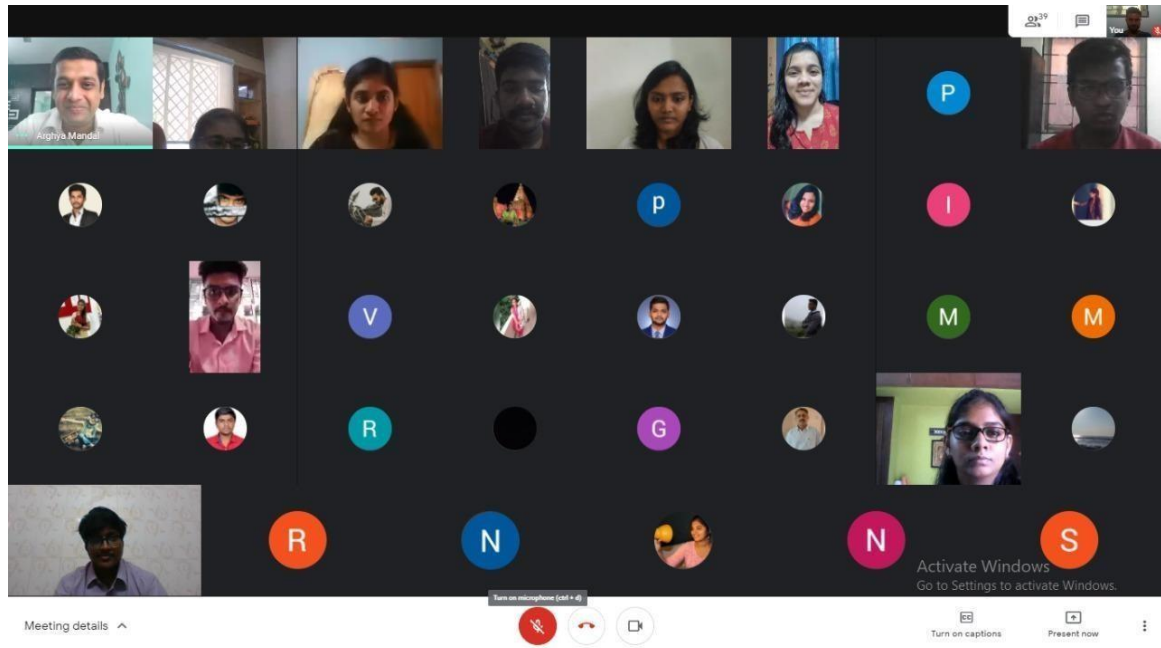 39
You
Arghya Mandal
P
p
I
V
M
M
R
G
R
N
N
S
Activate Windows
Go to Settings to activate Windows.
Turn on microphone (ctrl + d)
Meeting details
CC
Turn on captions
Present now